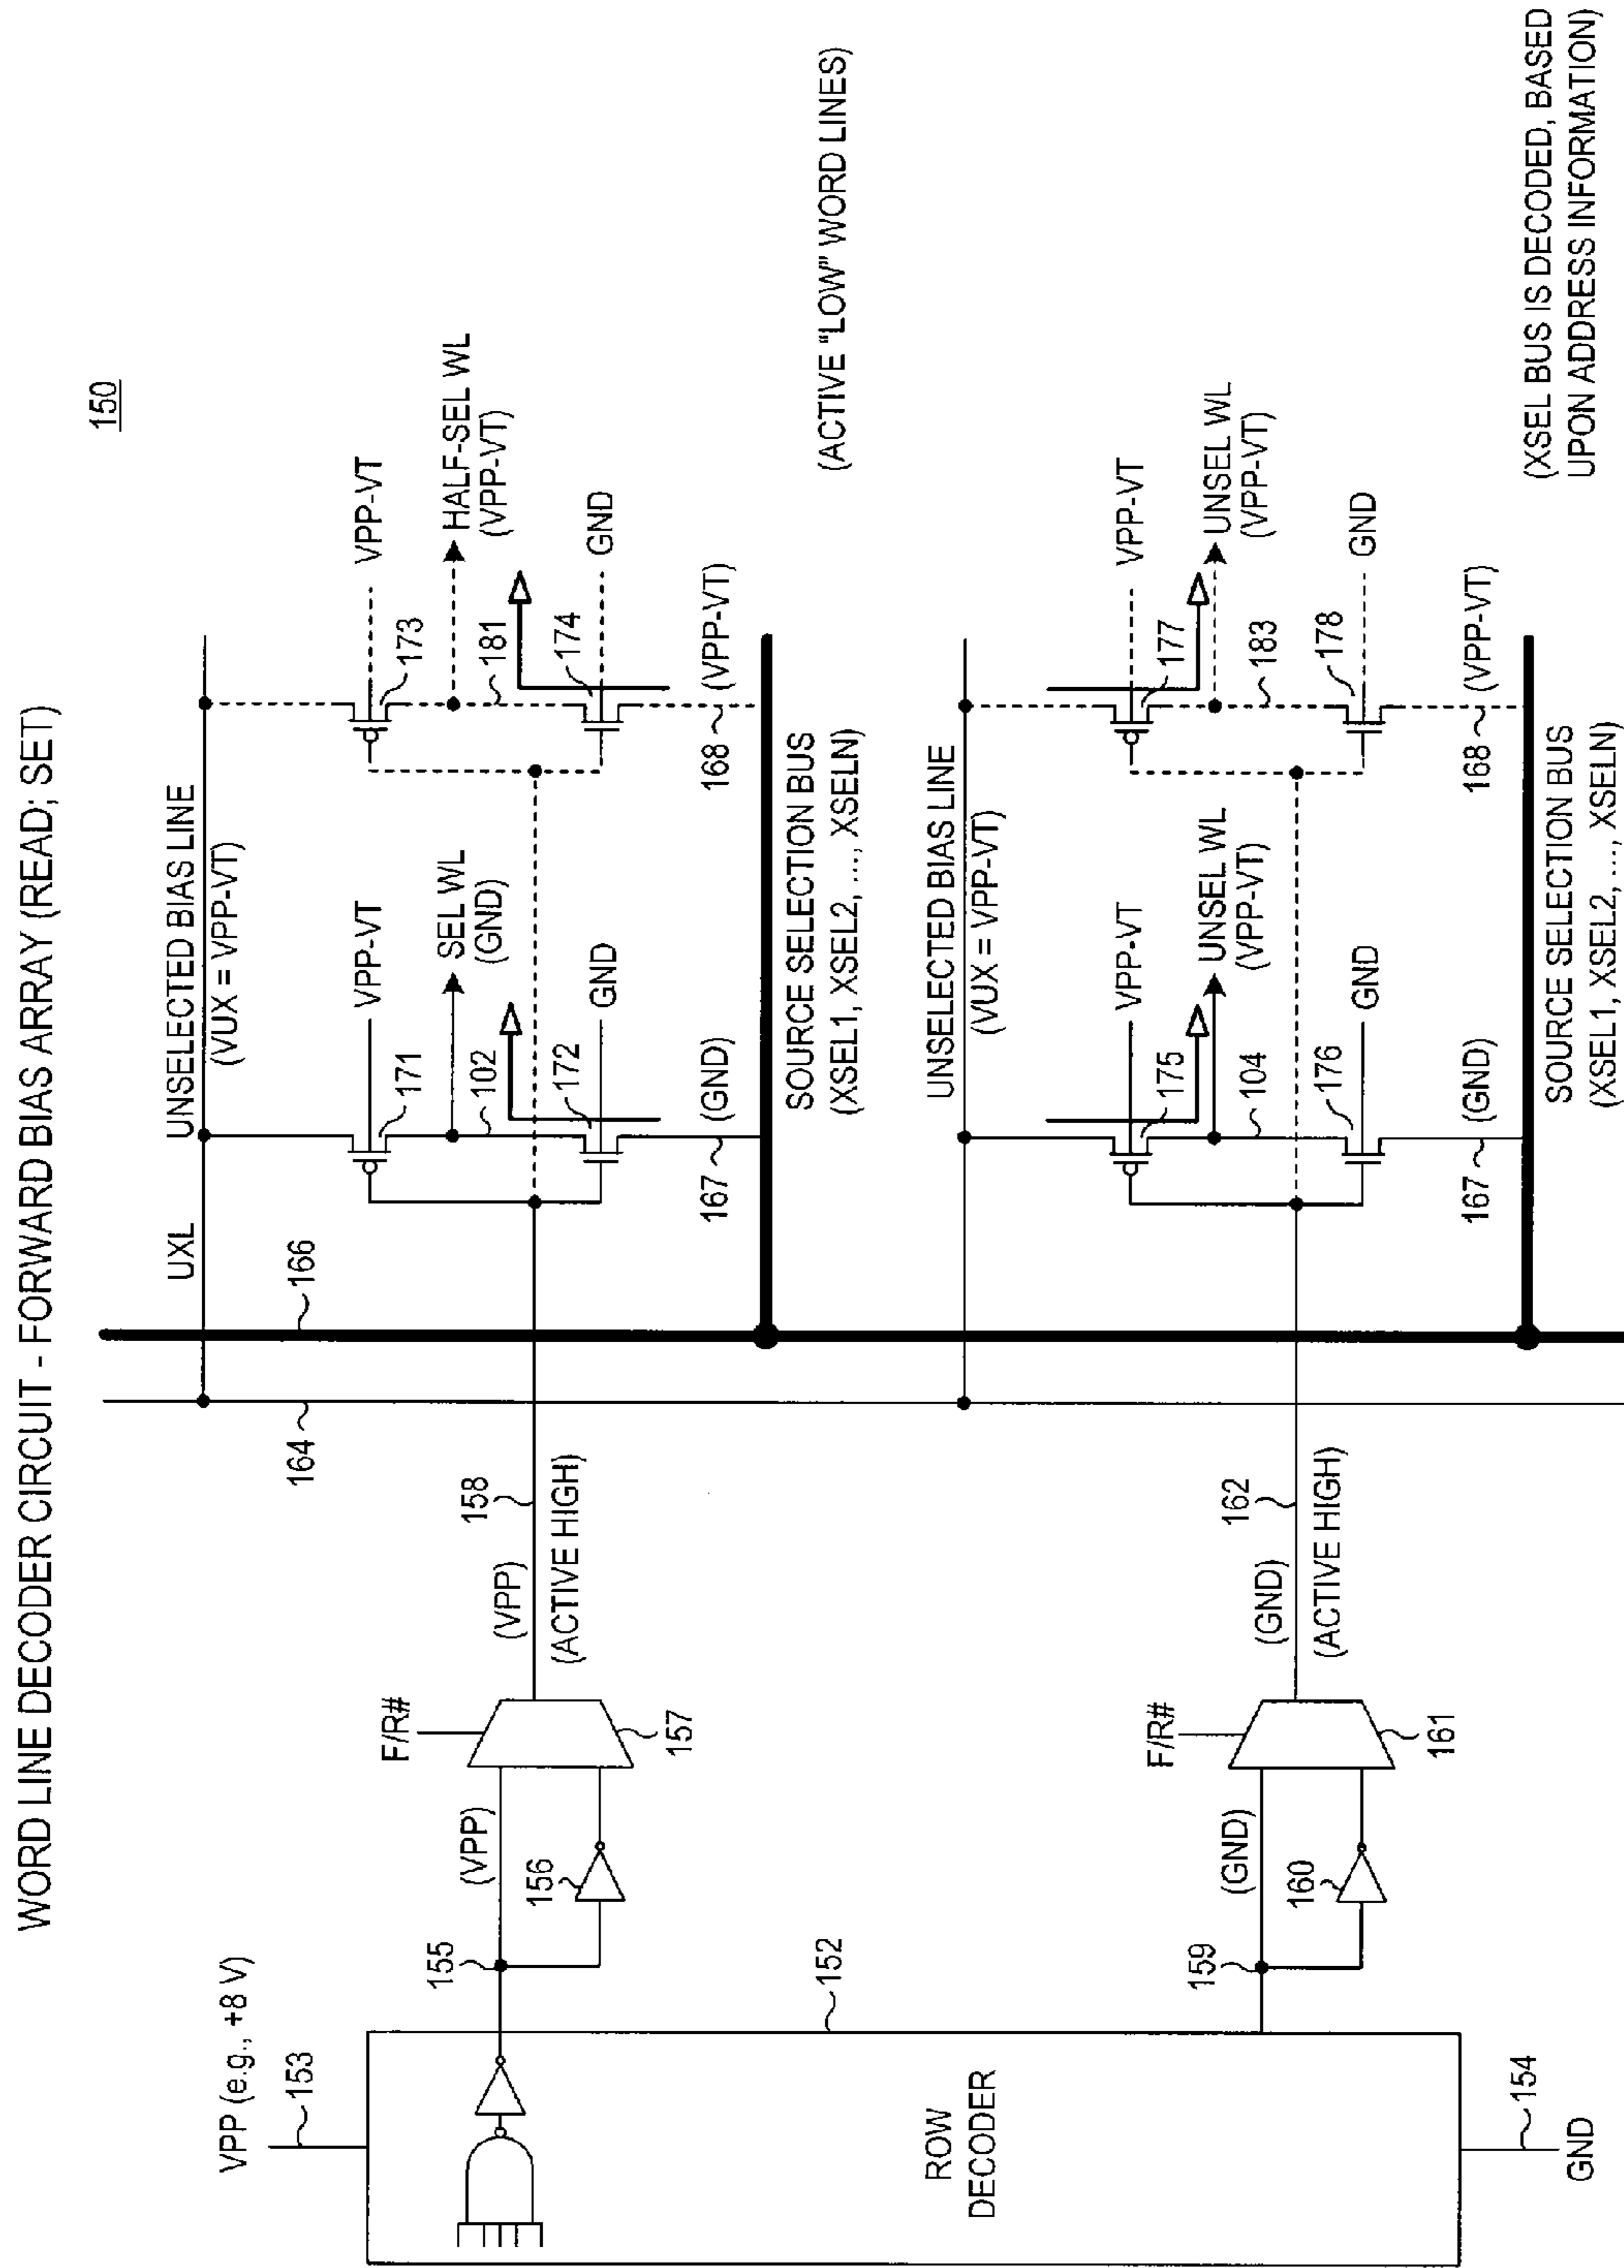 WORD LINE DECODER CIRCUIT - FORWARD BIAS ARRAY (READ; SET)
150
VPP (e.g., +8 V)
153
ROW
DECODER
152
154
GND
155
(VPP)
156
F/R#
157
(VPP)
158
(ACTIVE HIGH)
159
(GND)
160
F/R#
161
(GND)
162
(ACTIVE HIGH)
164
166
UXL
UNSELECTED BIAS LINE
(VUX = VPP-VT)
VPP-VT
171
SEL WL
(GND)
102
172
GND
167
(GND)
VPP-VT
173
HALF-SEL WL
(VPP-VT)
181
174
GND
168
(VPP-VT)
SOURCE SELECTION BUS
(XSEL1, XSEL2, ..., XSELN)
(ACTIVE "LOW" WORD LINES)
UNSELECTED BIAS LINE
(VUX = VPP-VT)
VPP-VT
175
UNSEL WL
(VPP-VT)
104
176
GND
167
(GND)
VPP-VT
177
UNSEL WL
(VPP-VT)
183
178
GND
168
(VPP-VT)
SOURCE SELECTION BUS
(XSEL1, XSEL2, ..., XSELN)
(XSEL BUS IS DECODED, BASED
UPON ADDRESS INFORMATION)